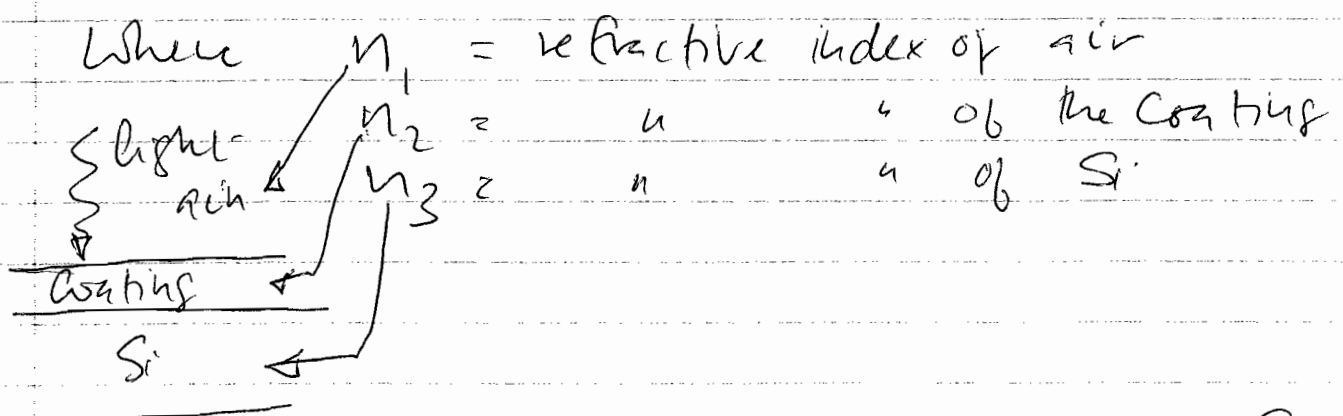 Where n₁ = refractive index of air
n₂ = " " of the Coating
n₃ = " " of Si
light
air
Coating
Si